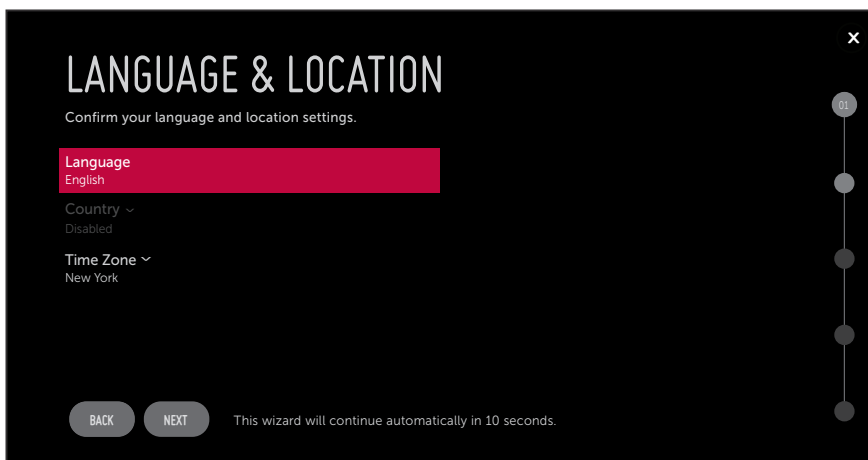 X
LANGUAGE & LOCATION
01
Confirm your language and location settings.
Language
English
Country
Disabled
Time Zone
New York
BACK NEXT This wizard will continue automatically in 10 seconds.